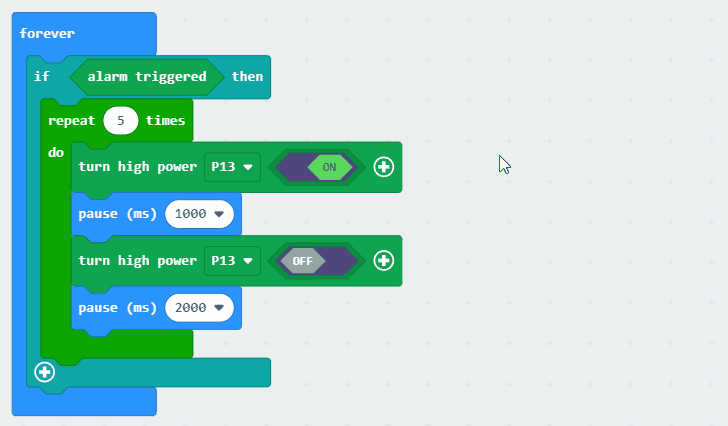 forever
if alarm triggered then
repeat 5 times
do
turn high power P13 ON
pause (ms) 1000
turn high power P13 OFF
pause (ms) 2000